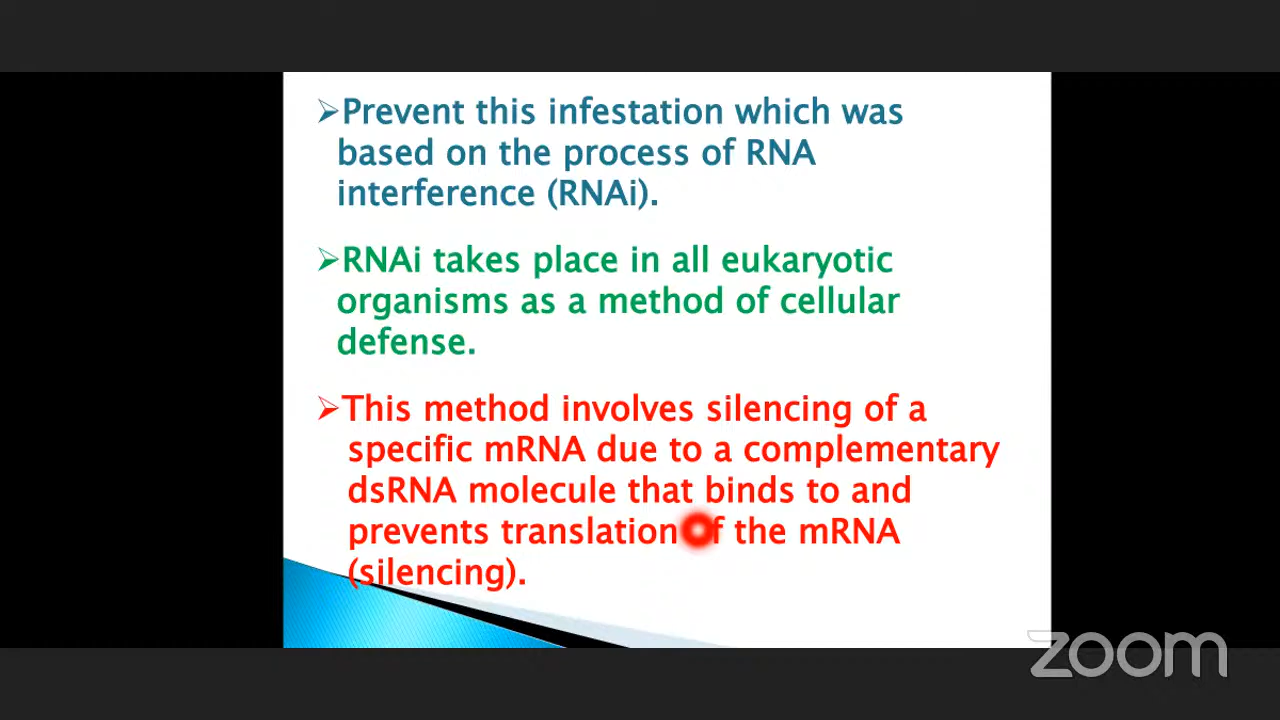 ➢Prevent this infestation which was
based on the process of RNA
interference (RNAi).
➢RNAi takes place in all eukaryotic
organisms as a method of cellular
defense.
➢This method involves silencing of a
specific mRNA due to a complementary
dsRNA molecule that binds to and
prevents translation of the mRNA
(silencing).
zoom